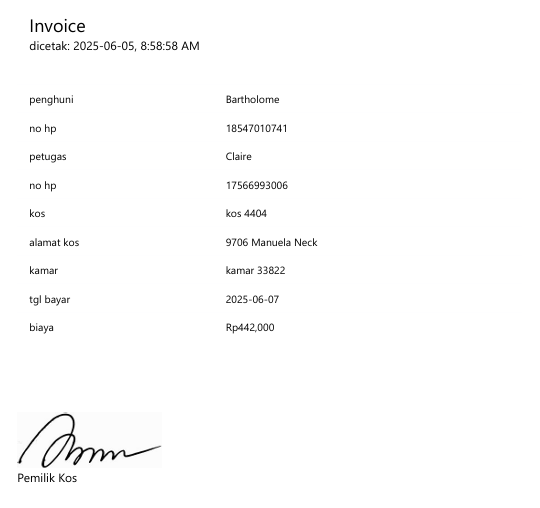 Invoice
dicetak: 2025-06-05, 8:58:58 AM
penghuni Bartholome
no hp 18547010741
petugas Claire
no hp 17566993006
kos kos 4404
alamat kos 9706 Manuela Neck
kamar kamar 33822
tgl bayar 2025-06-07
biaya Rp442,000
Pemilik Kos